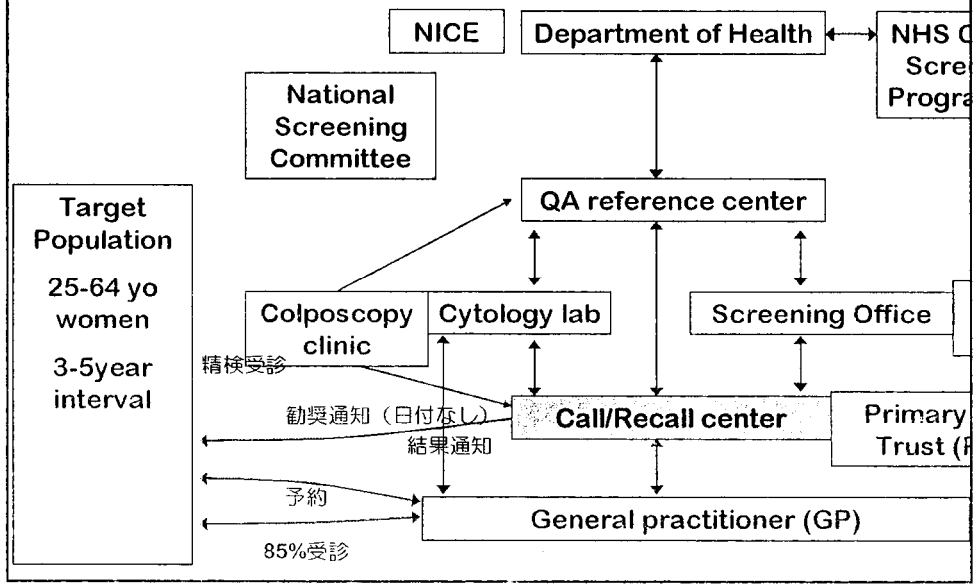 NICE
Department of Health
NHS C
Scre
Progra
National
Screening
Committee
QA reference center
Target
Population
25-64 yo
women
3-5year
interval
Colposcopy
clinic
Cytology lab
Screening Office
精検受診
勧奨通知（日付なし）
結果通知
Call/Recall center
Primary
Trust (
予約
General practitioner (GP)
85%受診